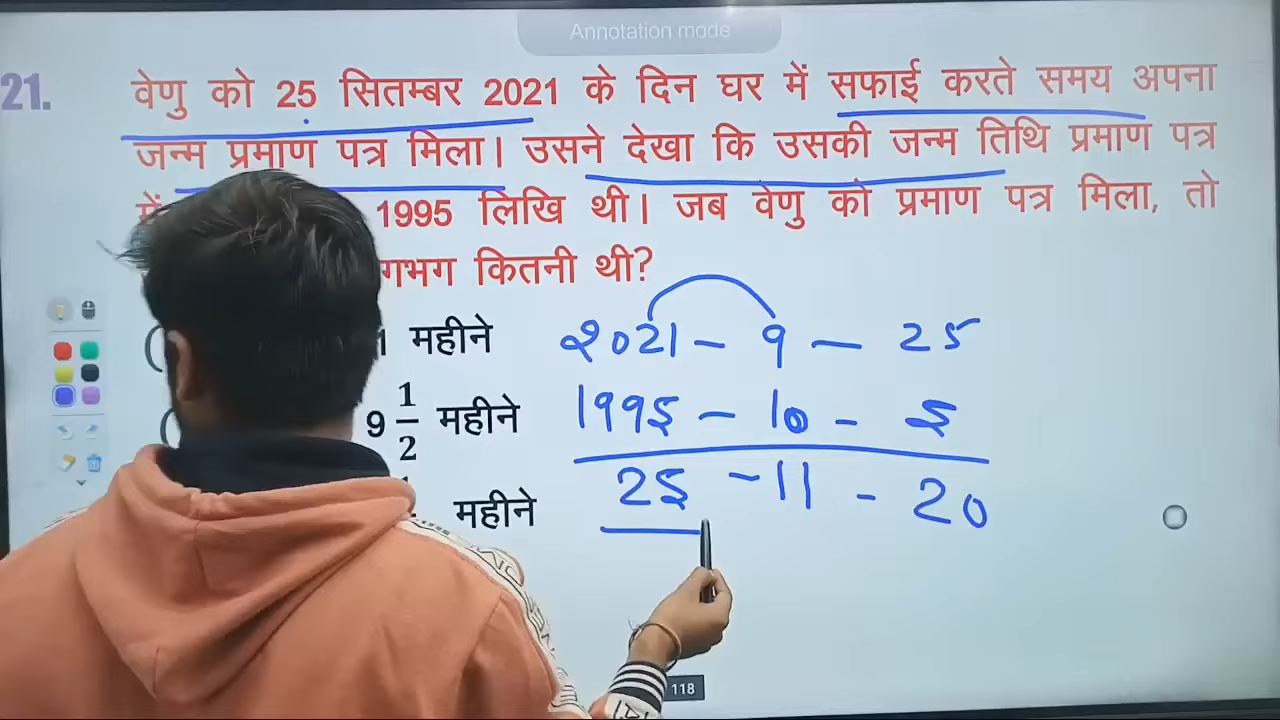 Annotation mode
21. वेणु को 25 सितम्बर 2021 के दिन घर में सफाई करते समय अपना
जन्म प्रमाण पत्र मिला। उसने देखा कि उसकी जन्म तिथि प्रमाण पत्र
में 1995 लिखि थी। जब वेणु को प्रमाण पत्र मिला, तो
गभग कितनी थी?
महीने
9 1/2 महीने
महीने
2021 – 9 – 25
1995 – 10 – 5
25 – 11 – 20
118